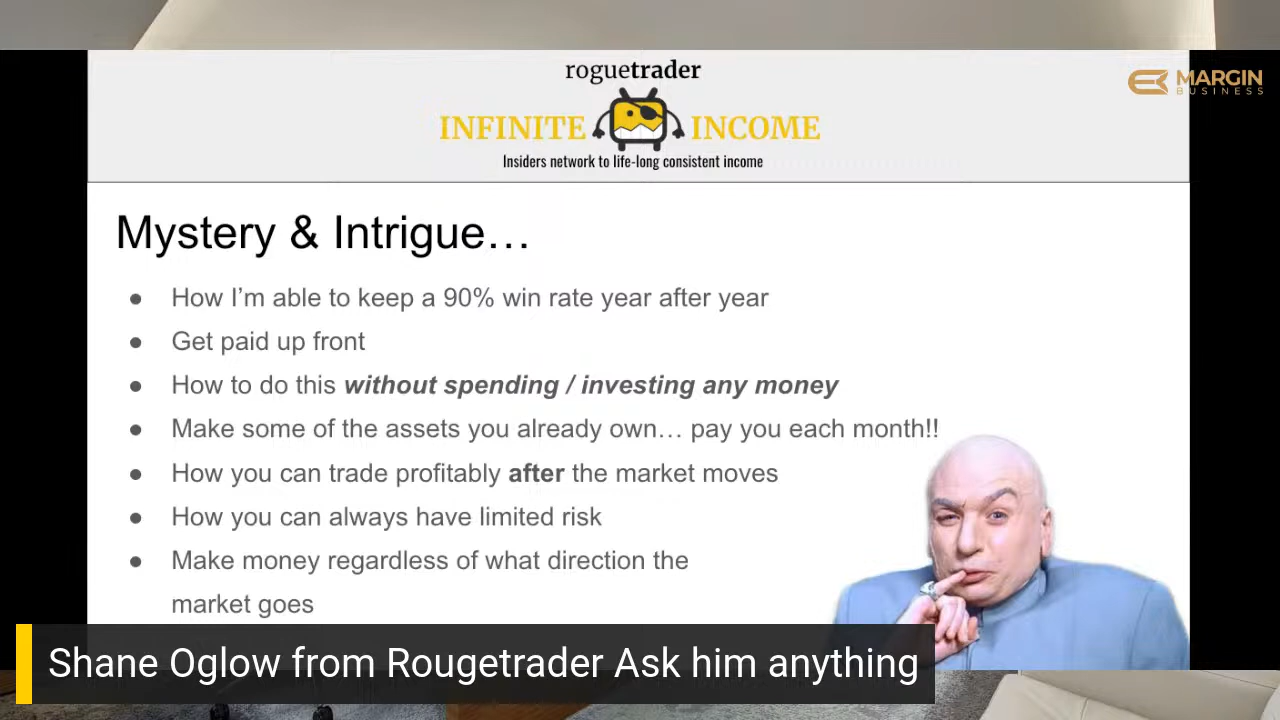 roguetrader
INFINITE INCOME
Insiders network to life-long consistent income
MARGIN
BUSINESS
Mystery & Intrigue…
● How I’m able to keep a 90% win rate year after year
● Get paid up front
● How to do this without spending / investing any money
● Make some of the assets you already own… pay you each month!!
● How you can trade profitably after the market moves
● How you can always have limited risk
● Make money regardless of what direction the
market goes
Shane Oglow from Rougetrader Ask him anything